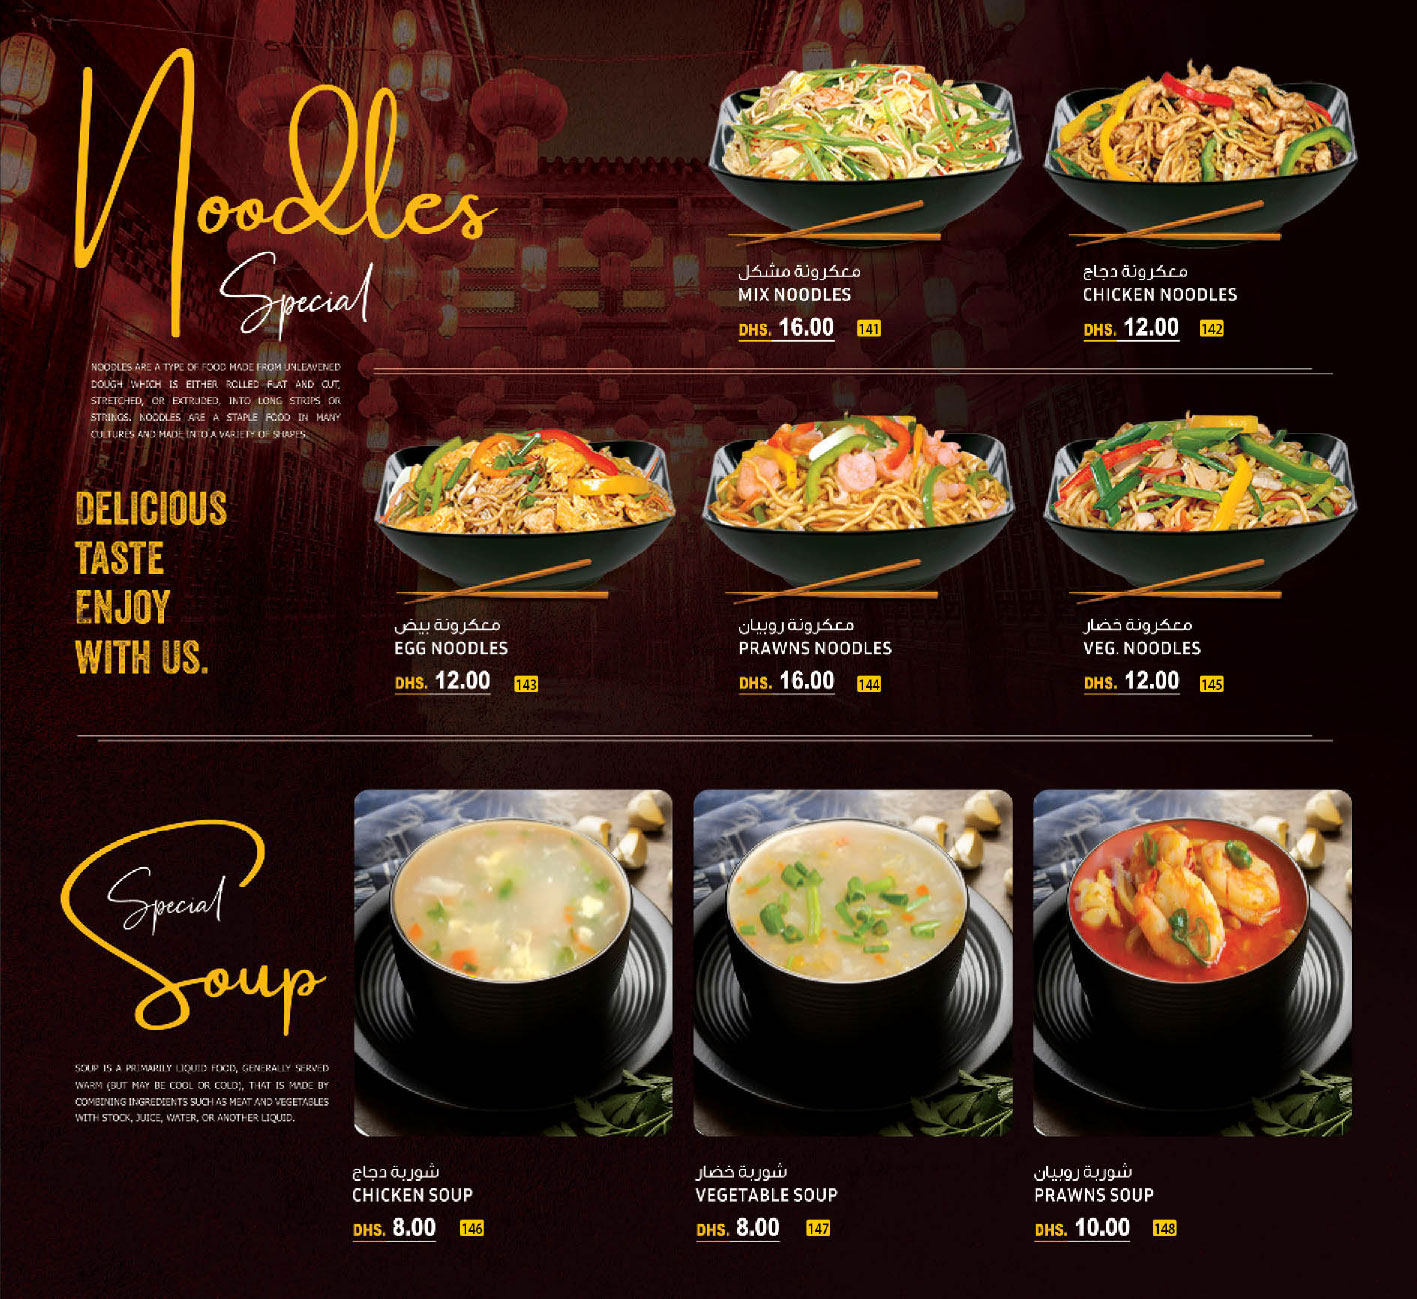 Noodles
Special
NOODLES ARE A TYPE OF FOOD MADE FROM UNLEAVENED
DOUGH WHICH IS EITHER ROLLED FLAT AND CUT,
STRETCHED, OR EXTRUDED, INTO LONG STRIPS OR
STRINGS. NOODLES ARE A STAPLE FOOD IN MANY
CULTURES AND MADE INTO A VARIETY OF SHAPES.
DELICIOUS
TASTE
ENJOY
WITH US.
معكرونة مشكل
MIX NOODLES
DHS. 16.00 141
معكرونة دجاج
CHICKEN NOODLES
DHS. 12.00 142
معكرونة بيض
EGG NOODLES
DHS. 12.00 143
معكرونة روبيان
PRAWNS NOODLES
DHS. 16.00 144
معكرونة خضار
VEG. NOODLES
DHS. 12.00 145
Special
Soup
SOUP IS A PRIMARILY LIQUID FOOD, GENERALLY SERVED
WARM (BUT MAY BE COOL OR COLD), THAT IS MADE BY
COMBINING INGREDIENTS SUCH AS MEAT AND VEGETABLES
WITH STOCK, JUICE, WATER, OR ANOTHER LIQUID.
شوربة دجاج
CHICKEN SOUP
DHS. 8.00 146
شوربة خضار
VEGETABLE SOUP
DHS. 8.00 147
شوربة روبيان
PRAWNS SOUP
DHS. 10.00 148